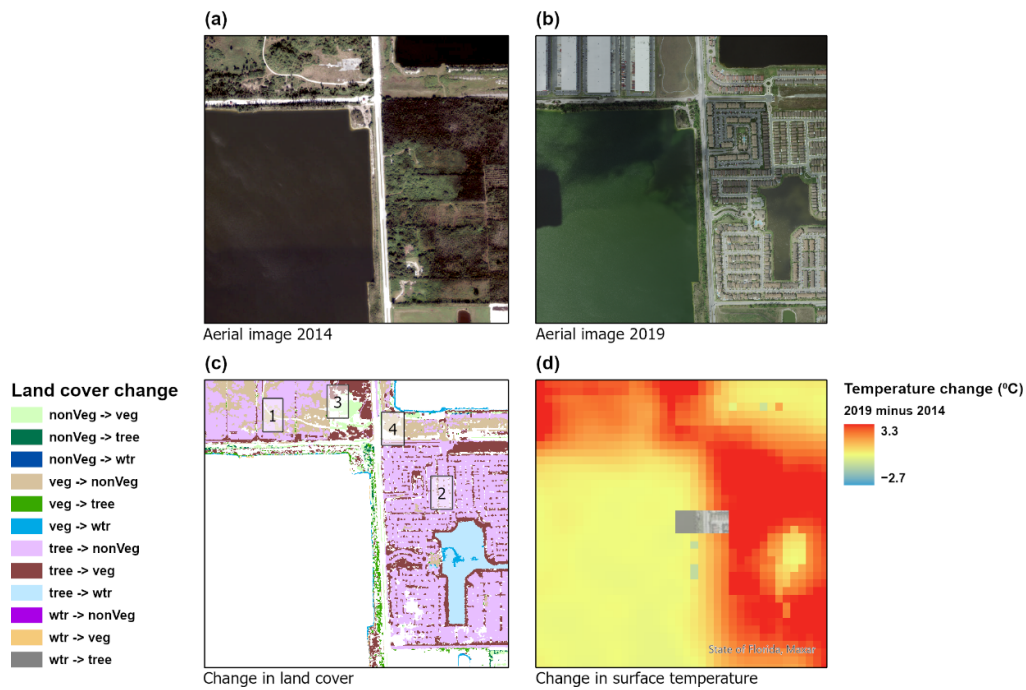 (a)
(b)
Aerial image 2014
Aerial image 2019
(c)
(d)
Land cover change
nonVeg -> veg
nonVeg -> tree
nonVeg -> wtr
veg -> nonVeg
veg -> tree
veg -> wtr
tree -> nonVeg
tree -> veg
tree -> wtr
wtr -> nonVeg
wtr -> veg
wtr -> tree
1
3
4
2
Change in land cover
State of Florida, Maxar
Change in surface temperature
Temperature change (ºC)
2019 minus 2014
3.3
−2.7